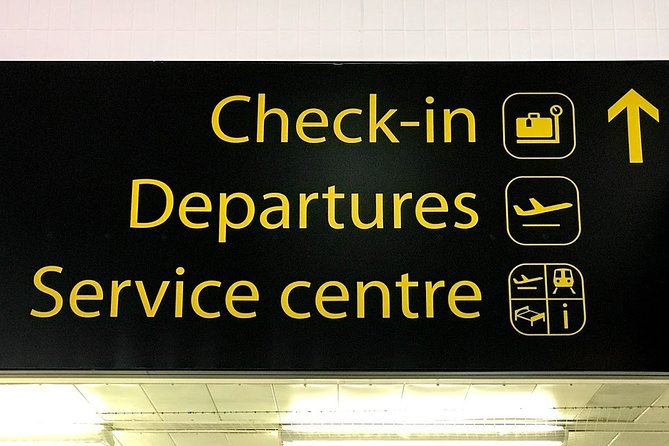 Check-in
Departures
Service centre
i